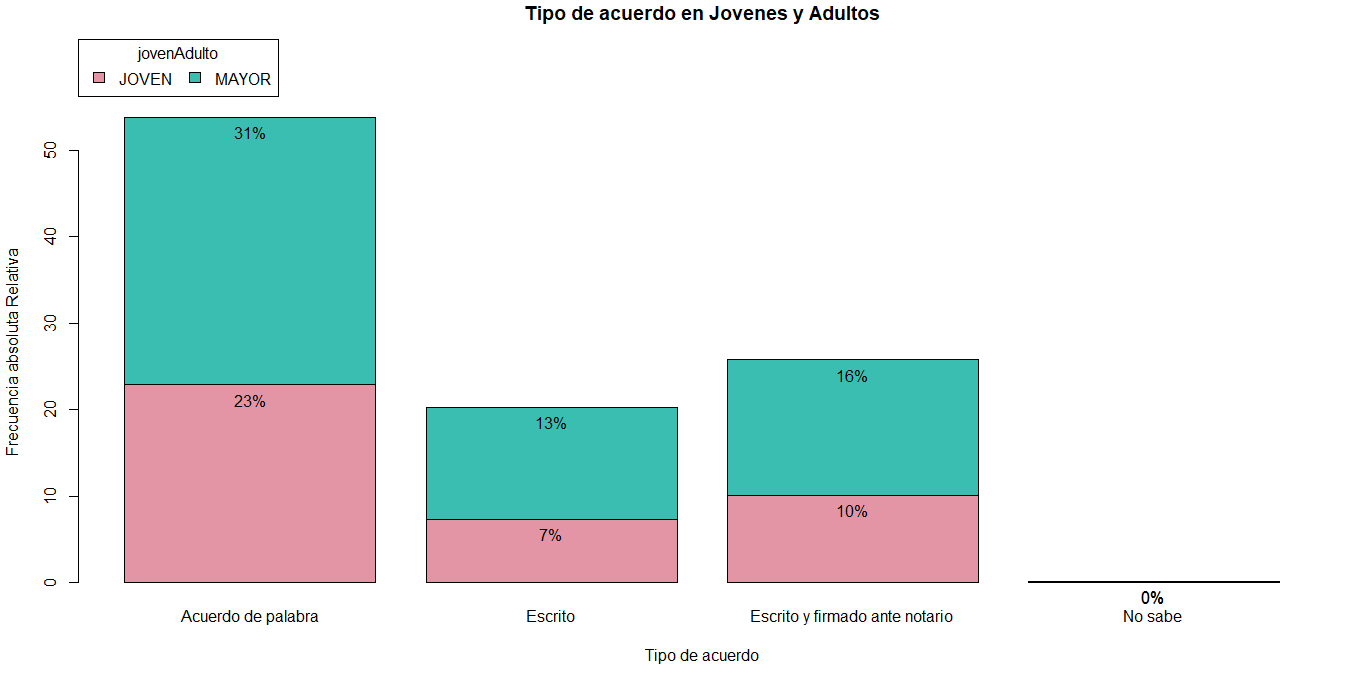 Tipo de acuerdo en Jovenes y Adultos
jovenAdulto
JOVEN MAYOR
Frecuencia absoluta Relativa
50
40
30
20
10
0
31%
23%
13%
7%
16%
10%
0%
Acuerdo de palabra
Escrito
Escrito y firmado ante notario
No sabe
Tipo de acuerdo